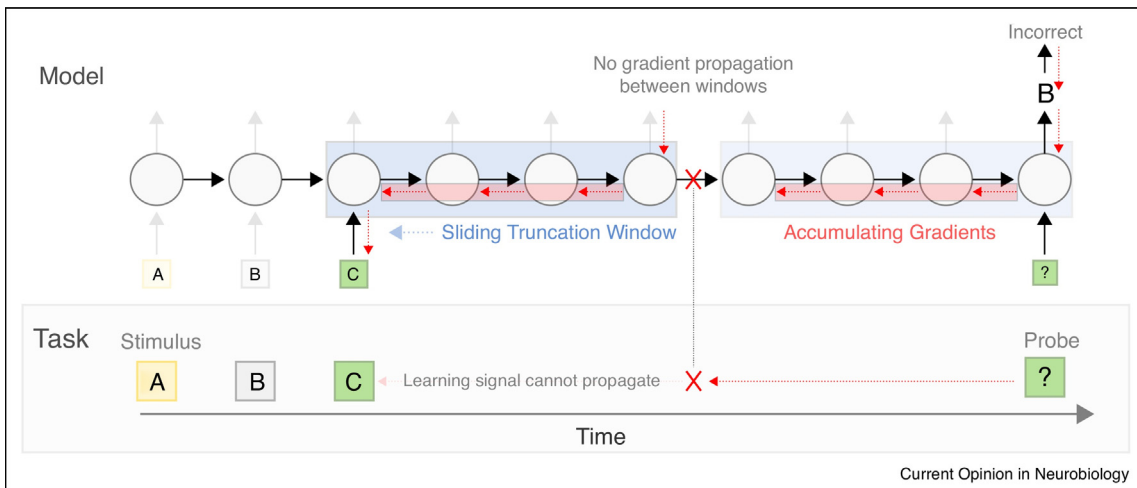 Incorrect
Model
No gradient propagation
between windows
B
Sliding Truncation Window
Accumulating Gradients
A
B
C
?
Task
Stimulus
Probe
A
B
C
Learning signal cannot propagate
?
Time
Current Opinion in Neurobiology